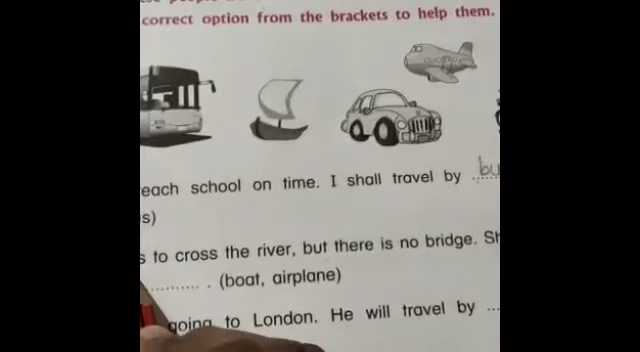 correct option from the brackets to help them.
each school on time. I shall travel by bu
s)
s to cross the river, but there is no bridge. Sh
............ . (boat, airplane)
going to London. He will travel by ...